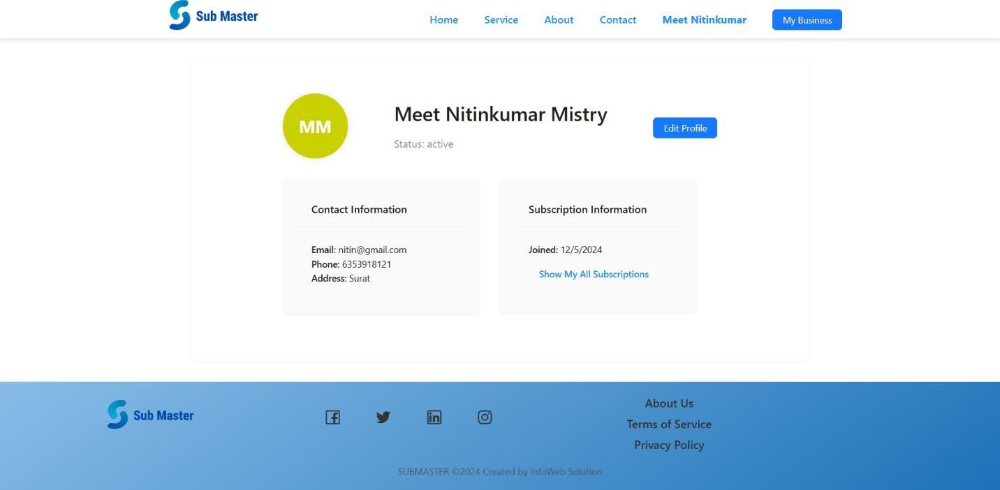 Sub Master
Home Service About Contact Meet Nitinkumar My Business
MM
Meet Nitinkumar Mistry
Status: active
Edit Profile
Contact Information
Email: nitin@gmail.com
Phone: 6353918121
Address: Surat
Subscription Information
Joined: 12/5/2024
Show My All Subscriptions
Sub Master
About Us
Terms of Service
Privacy Policy
SUBMASTER ©2024 Created by InfoWeb Solution